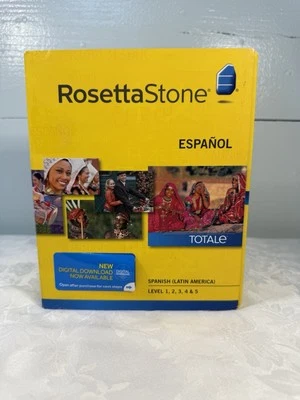 RosettaStone®
ESPAÑOL
TOTALe
NEW
DIGITAL DOWNLOAD
NOW AVAILABLE
SPANISH (LATIN AMERICA)
LEVEL 1, 2, 3, 4 & 5